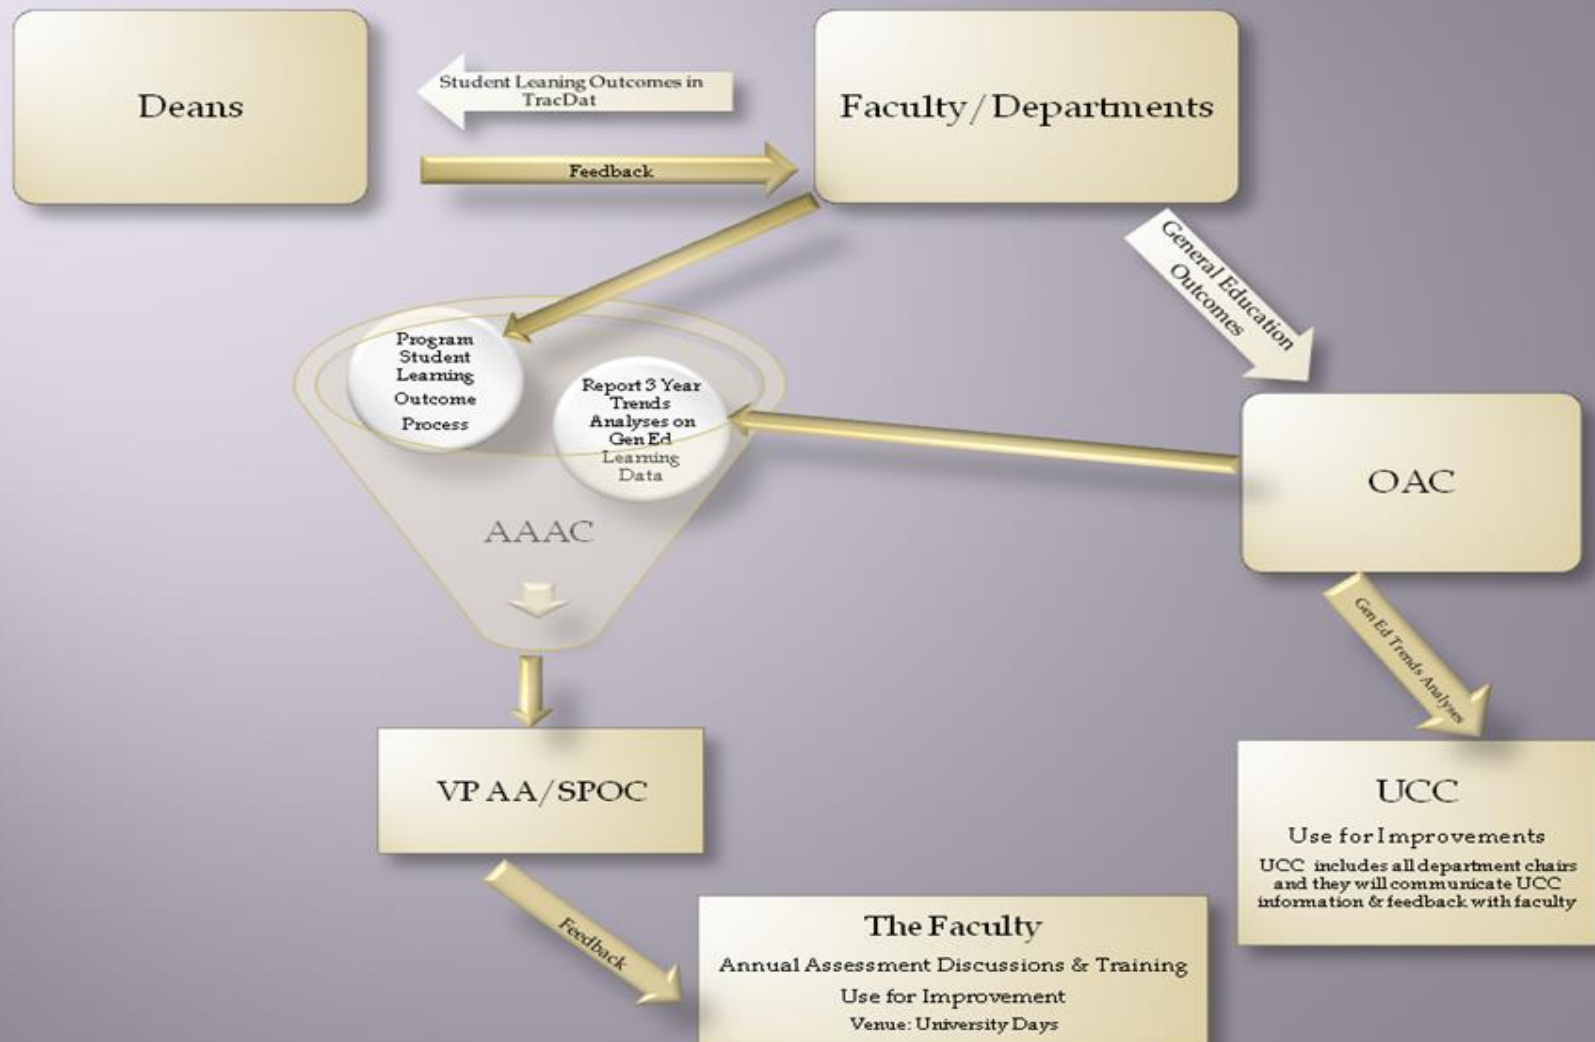 Deans
Student Leaning Outcomes in
TracDat
Feedback
Faculty/Departments
General Education
Outcomes
Program
Student
Learning
Outcome
Process
Report 3 Year
Trends
Analyses on
Gen Ed
Learning
Data
AAAC
OAC
Gen Ed Trends Analyses
VPAA/SPOC
Feedback
UCC
Use for Improvements
UCC includes all department chairs
and they will communicate UCC
information & feedback with faculty
The Faculty
Annual Assessment Discussions & Training
Use for Improvement
Venue: University Days